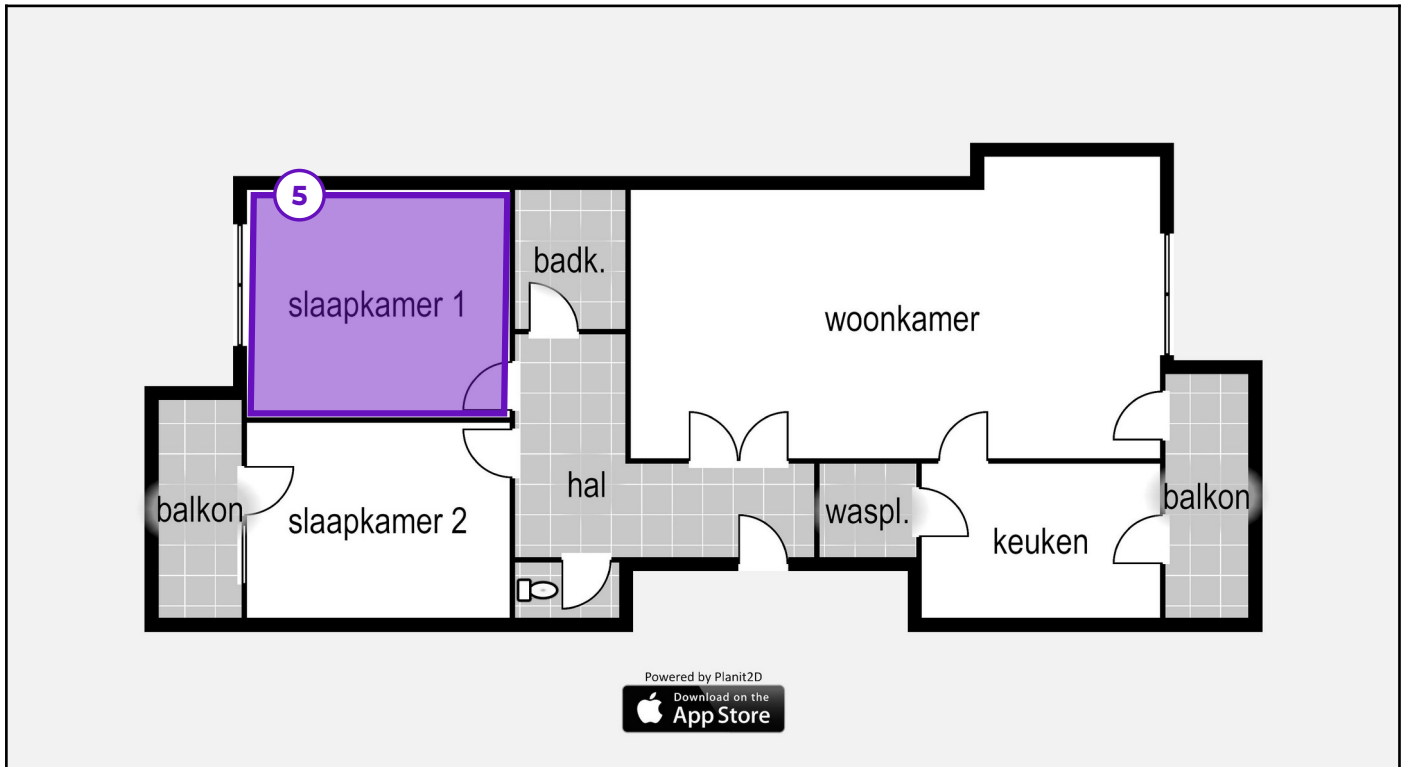 5
slaapkamer 1
badk.
woonkamer
balkon
slaapkamer 2
hal
waspl.
keuken
balkon
Powered by Planit2D
Download on the
App Store